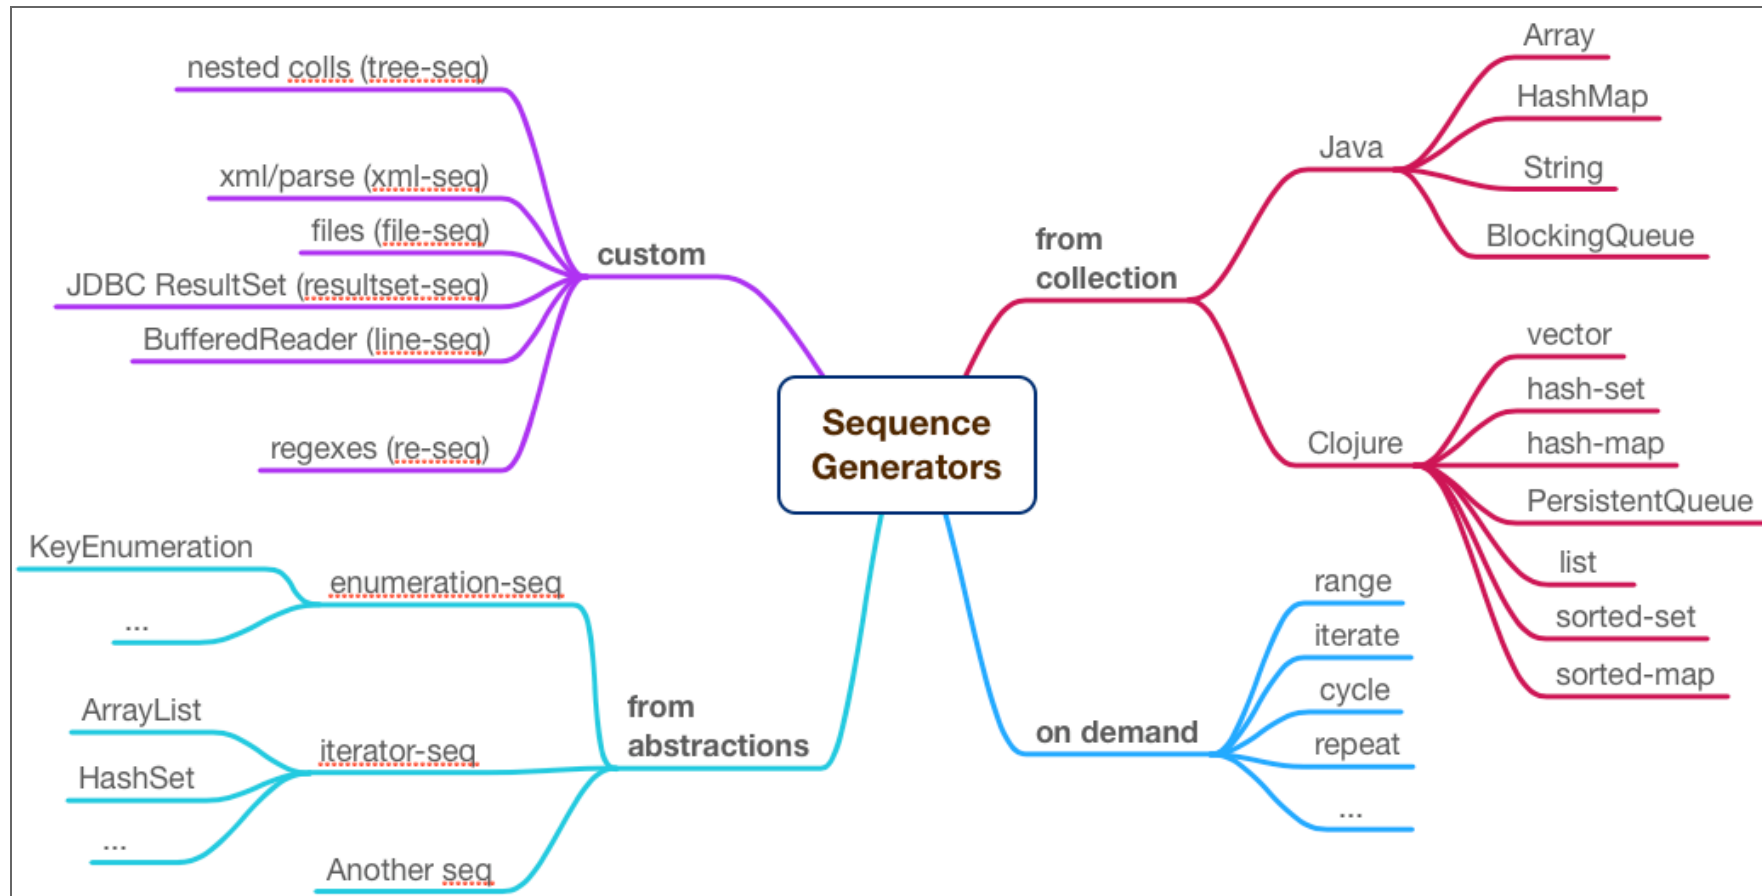 nested colls (tree-seq)
xml/parse (xml-seq)
files (file-seq)
JDBC ResultSet (resultset-seq)
BufferedReader (line-seq)
regexes (re-seq)
custom
Sequence
Generators
from
collection
Java
Array
HashMap
String
BlockingQueue
Clojure
vector
hash-set
hash-map
PersistentQueue
list
sorted-set
sorted-map
KeyEnumeration
...
enumeration-seq
ArrayList
HashSet
...
iterator-seq
Another seq
from
abstractions
on demand
range
iterate
cycle
repeat
...